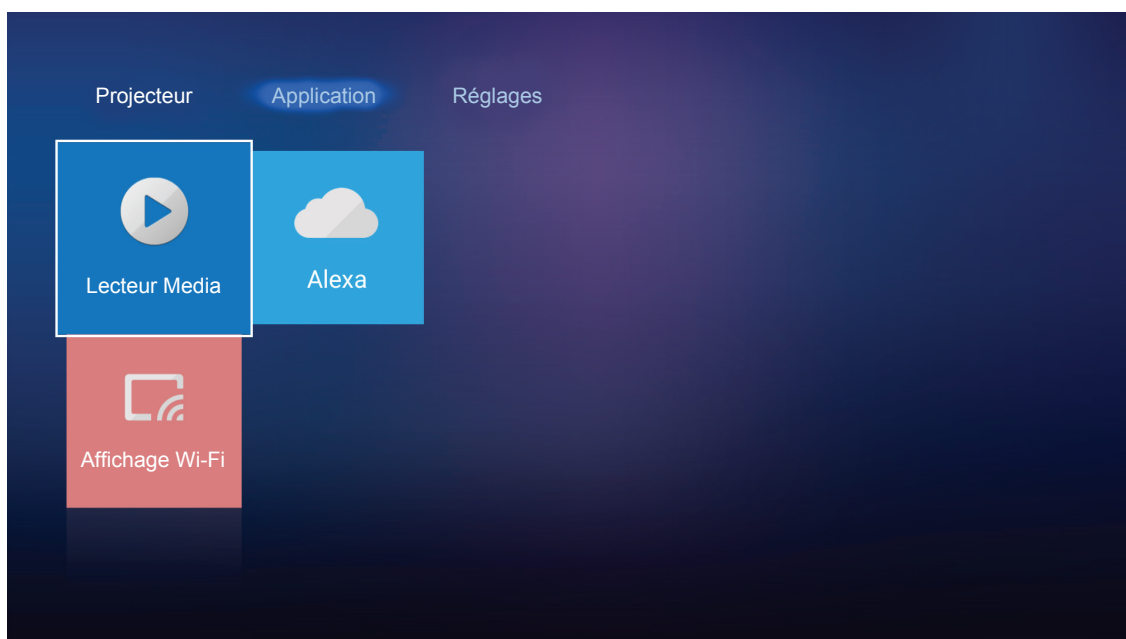 Projecteur Application Réglages
Lecteur Media
Alexa
Affichage Wi-Fi